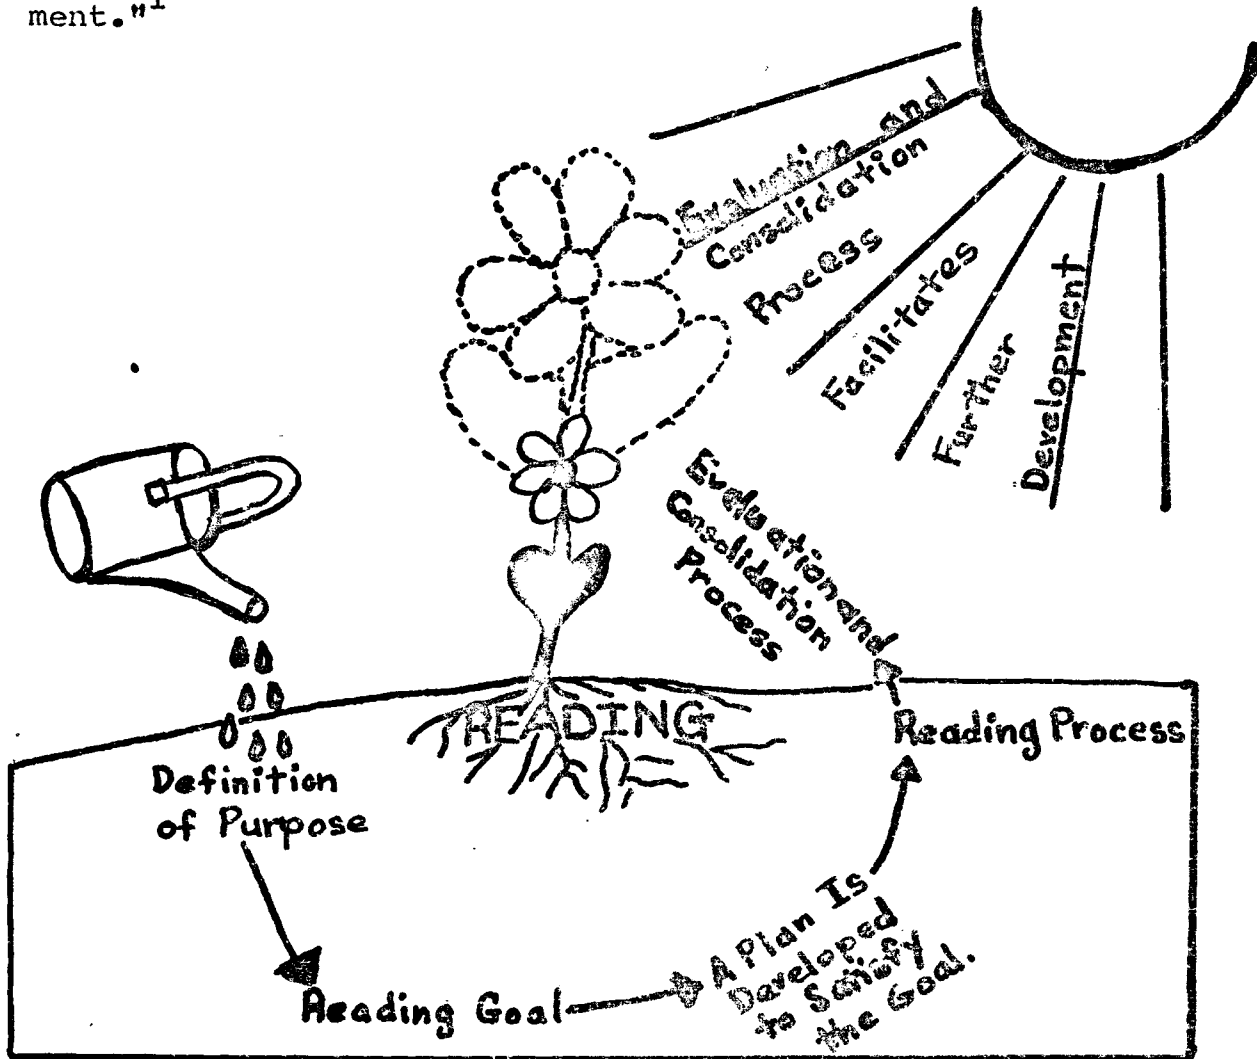 ment."1
Evaluation and
Consolidation
Process
Facilitates
Further
Development
Evaluation and
Consolidation
Process
READING
Reading Process
Definition
of Purpose
A Plan Is
Developed
to Satisfy
the Goal.
Reading Goal